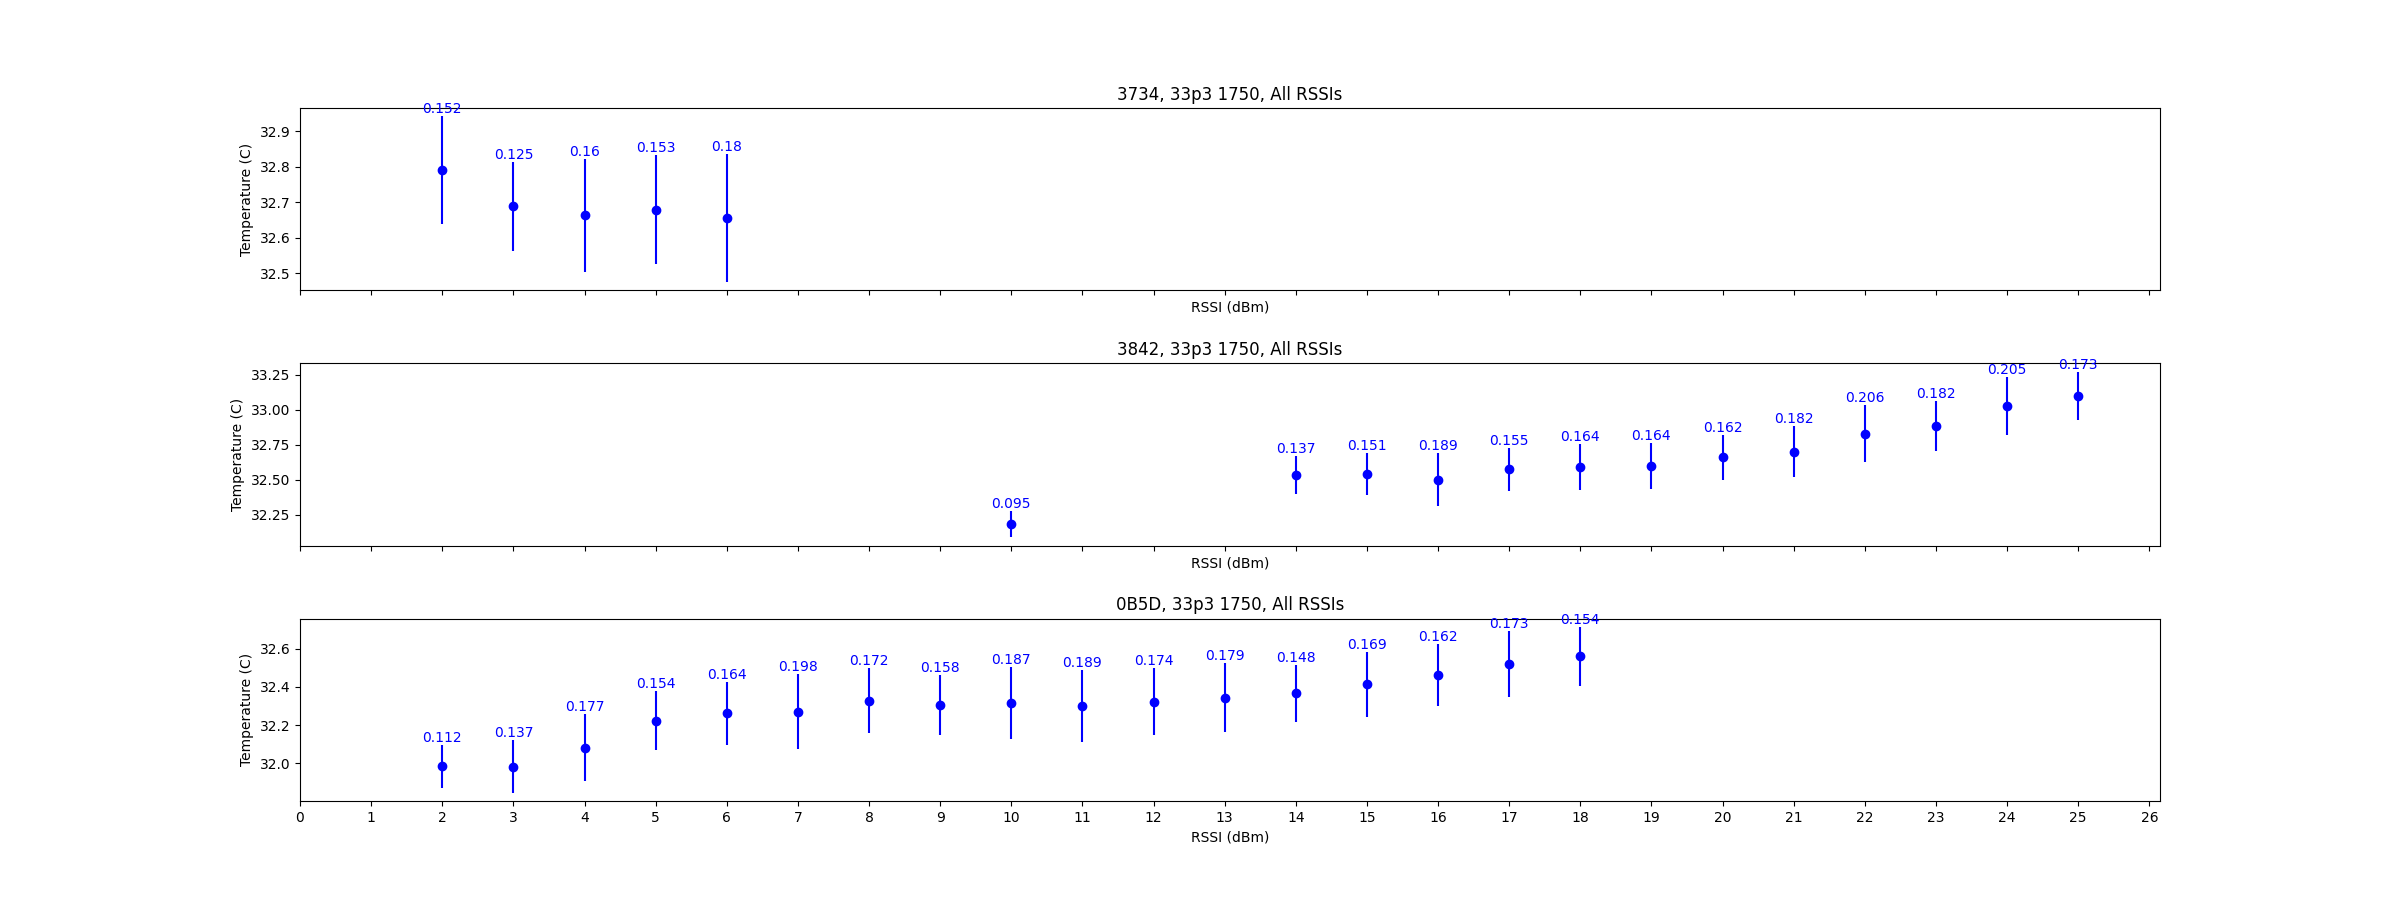 3734, 33p3 1750, All RSSIs
0.152
0.125 0.16 0.153 0.18
32.9
32.8
32.7
32.6
32.5
Temperature (C)
RSSI (dBm)
3842, 33p3 1750, All RSSIs
0.095 0.137 0.151 0.189 0.155 0.164 0.164 0.162 0.182 0.206 0.182 0.205 0.173
33.25
33.00
32.75
32.50
32.25
Temperature (C)
RSSI (dBm)
0B5D, 33p3 1750, All RSSIs
0.112 0.137 0.177 0.154 0.164 0.198 0.172 0.158 0.187 0.189 0.174 0.179 0.148 0.169 0.162 0.173 0.154
32.6
32.4
32.2
32.0
Temperature (C)
0 1 2 3 4 5 6 7 8 9 10 11 12 13 14 15 16 17 18 19 20 21 22 23 24 25 26
RSSI (dBm)